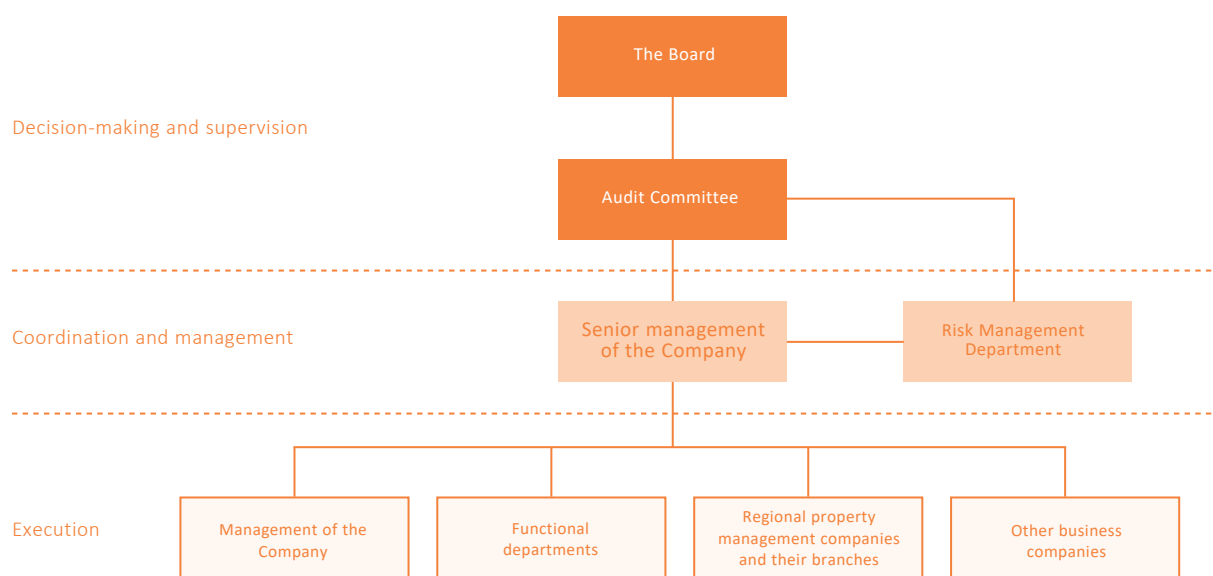 The Board
Decision-making and supervision
Audit Committee
Senior management
of the Company
Coordination and management
Risk Management
Department
Execution
Management of the
Company
Functional
departments
Regional property
management companies
and their branches
Other business
companies